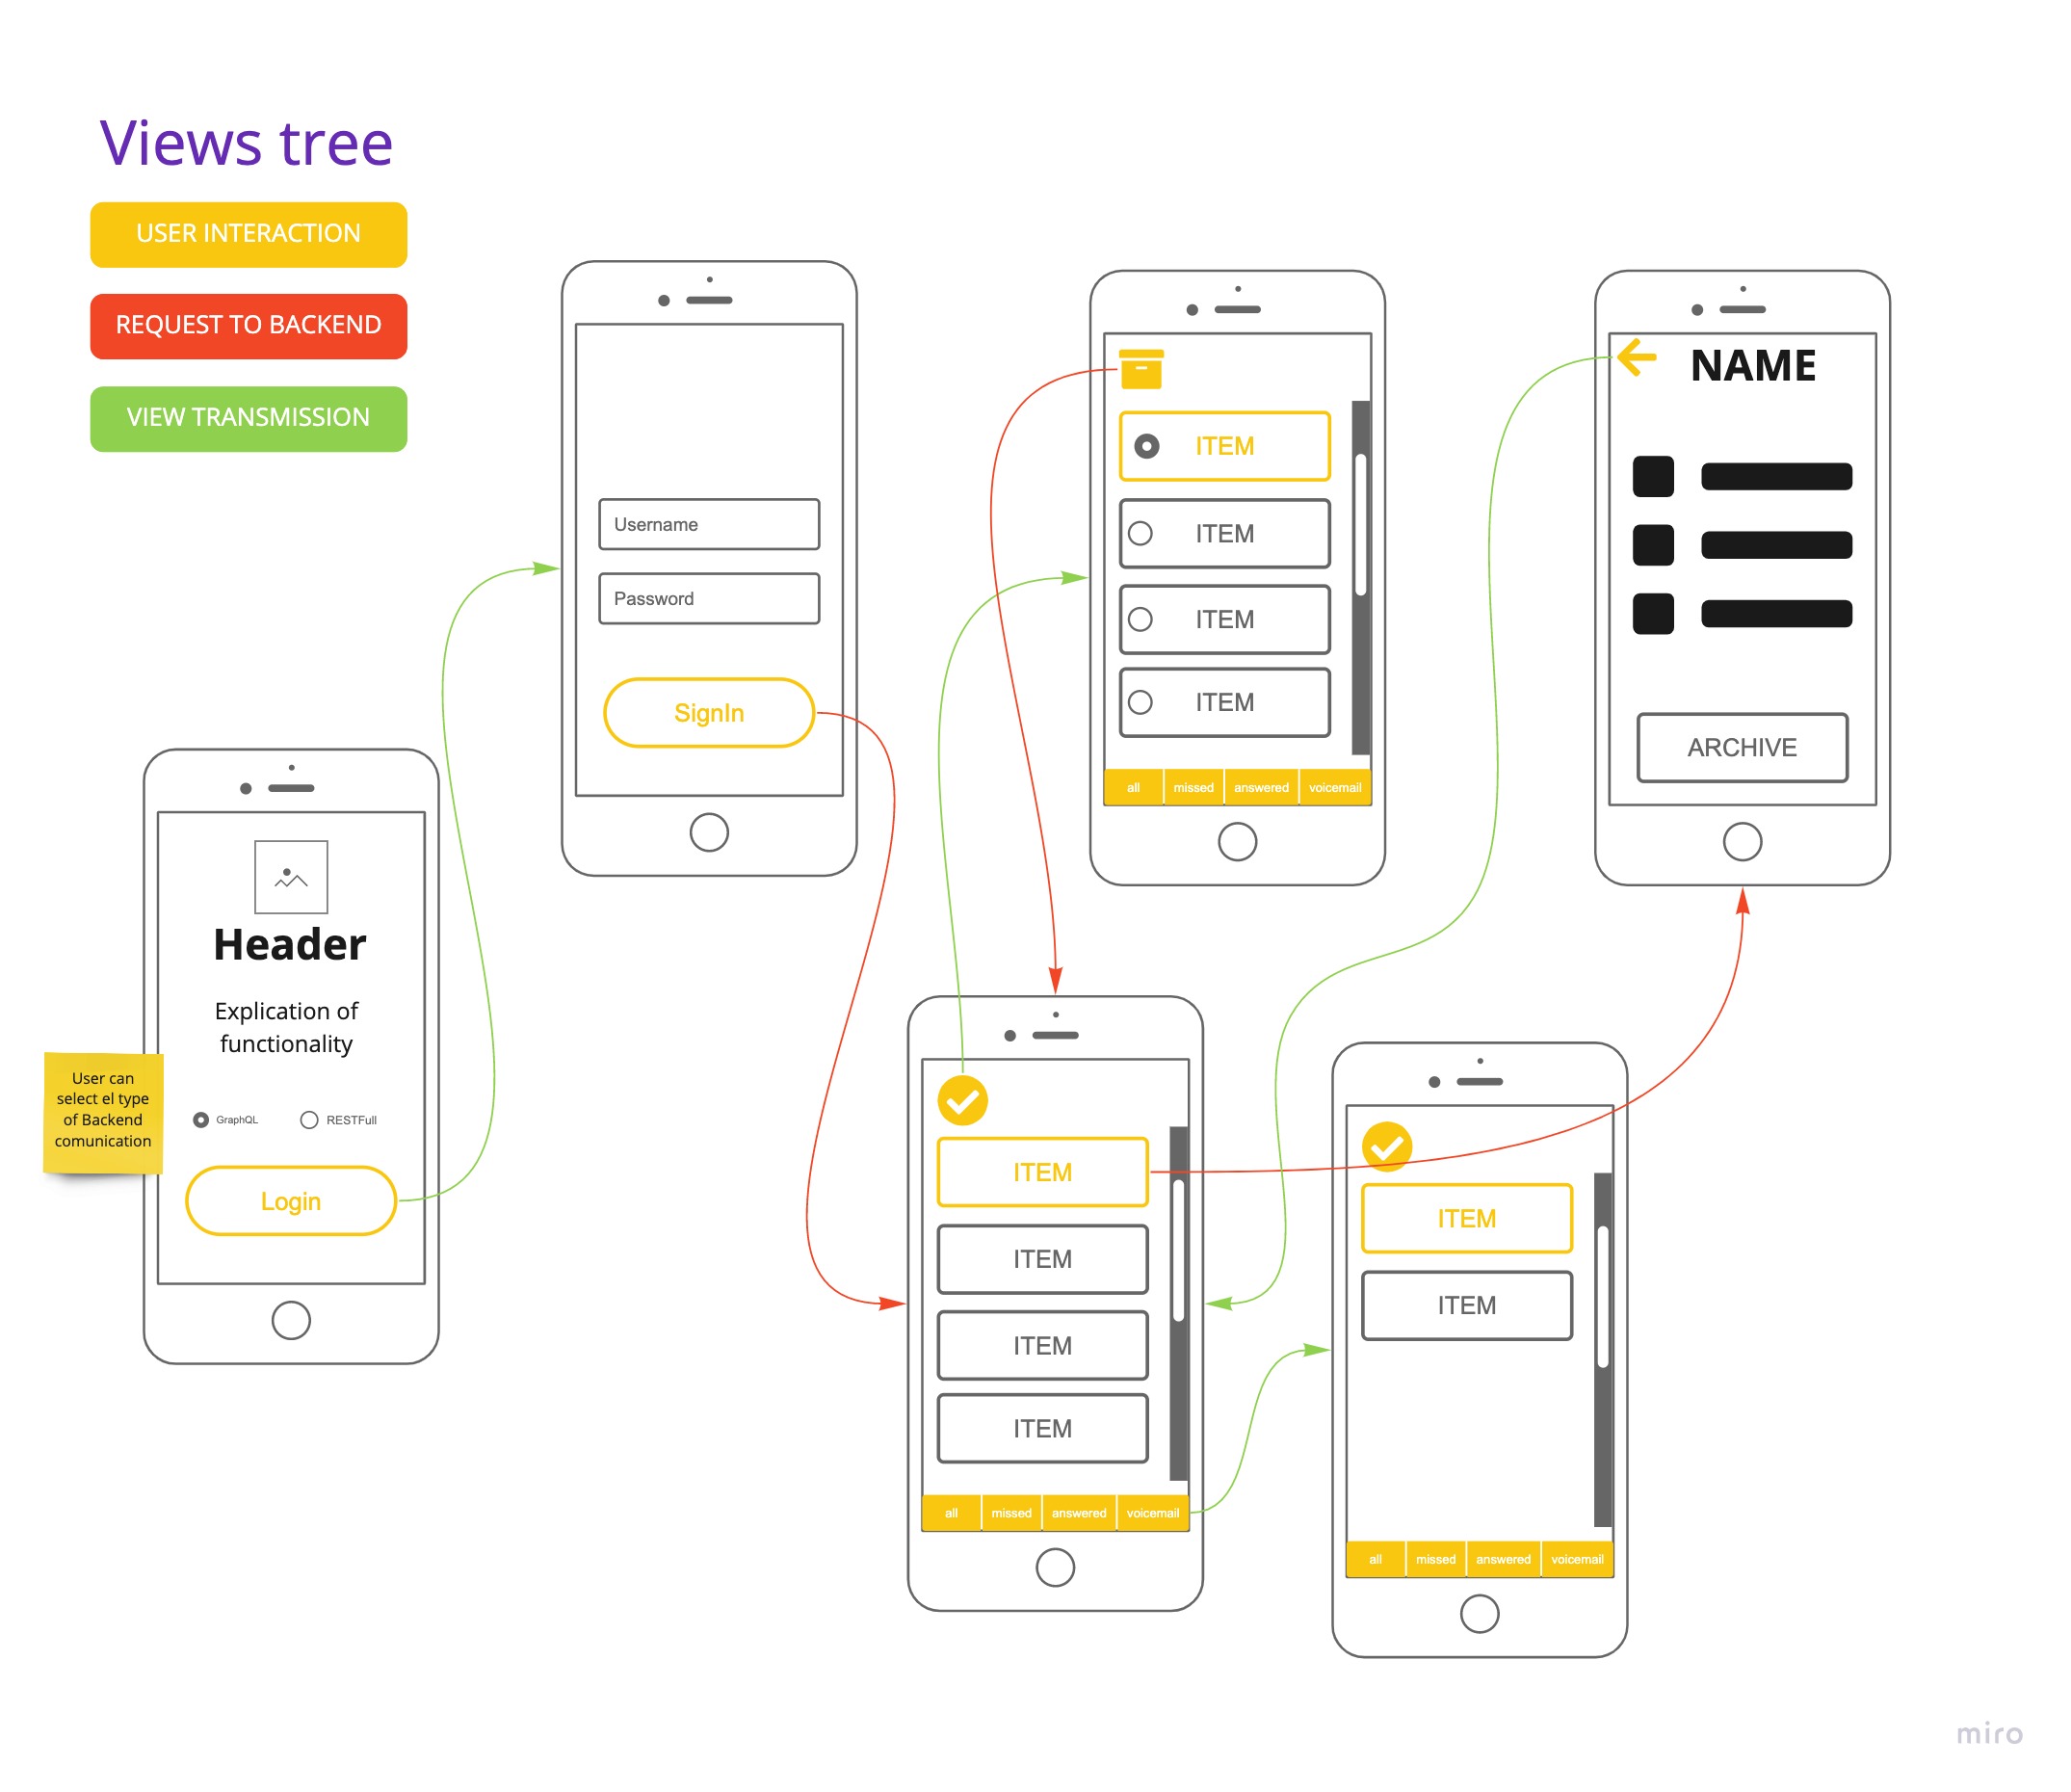 Views tree
USER INTERACTION
REQUEST TO BACKEND
VIEW TRANSMISSION
Header
Explication of
functionality
GraphQL
RESTFull
Login
User can
select el type
of Backend
comunication
Username
Password
SignIn
ITEM
ITEM
ITEM
ITEM
all missed answered voicemail
NAME
ARCHIVE
ITEM
ITEM
ITEM
ITEM
all missed answered voicemail
ITEM
ITEM
all missed answered voicemail
miro